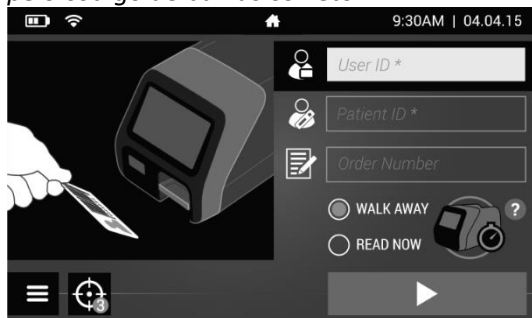 9:30AM | 04.04.15
User ID *
Patient ID *
Order Number
WALK AWAY
?
READ NOW
3